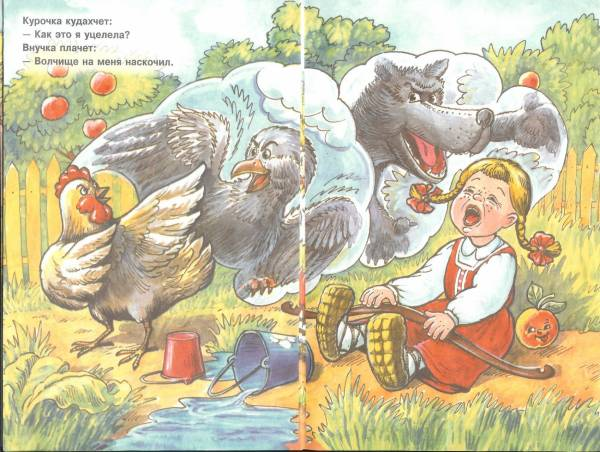 Курочка кудахчет:
— Как это я уцелела?
Внучка плачет:
— Волчище на меня наскочил.